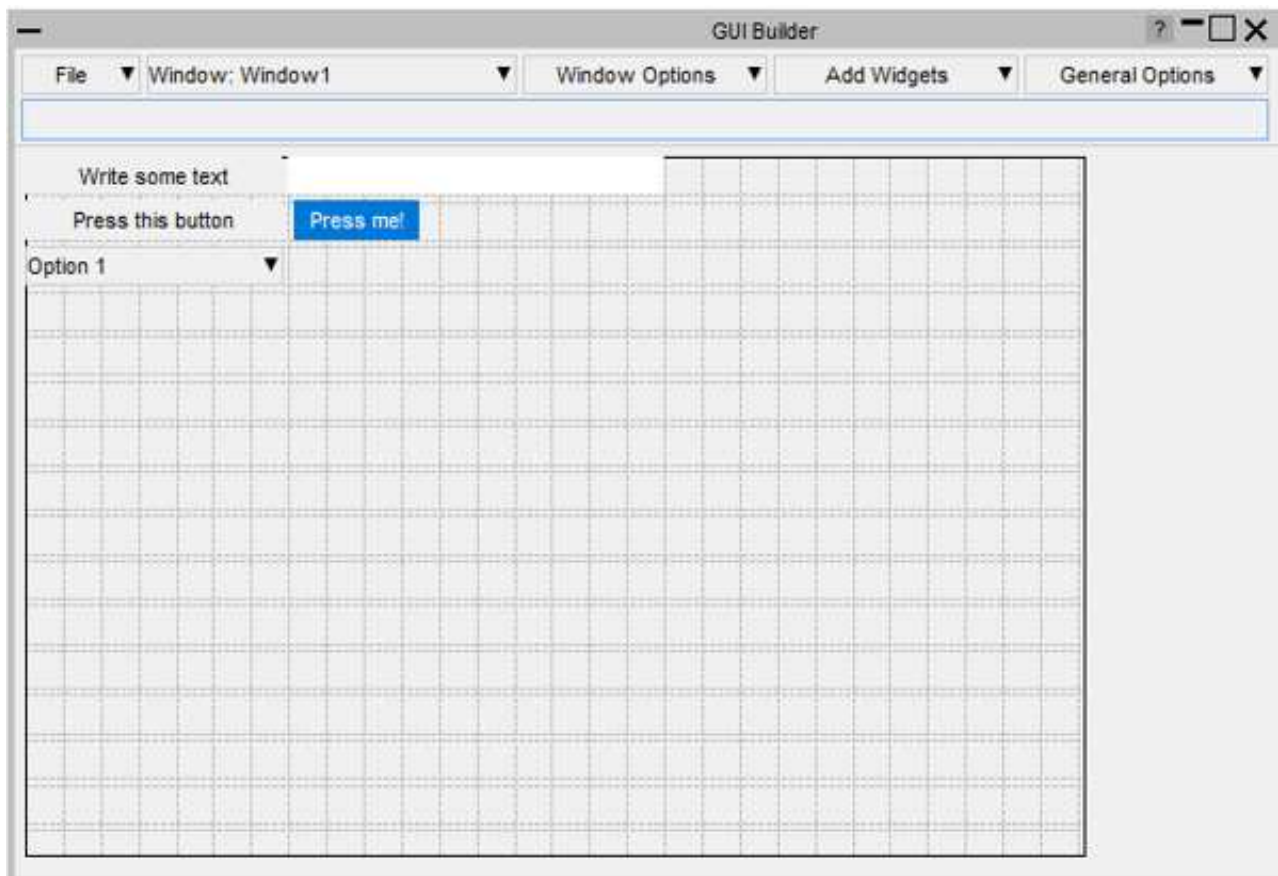 GUI Builder
?
File Window: Window1 Window Options Add Widgets General Options
Write some text
Press this button Press me!
Option 1